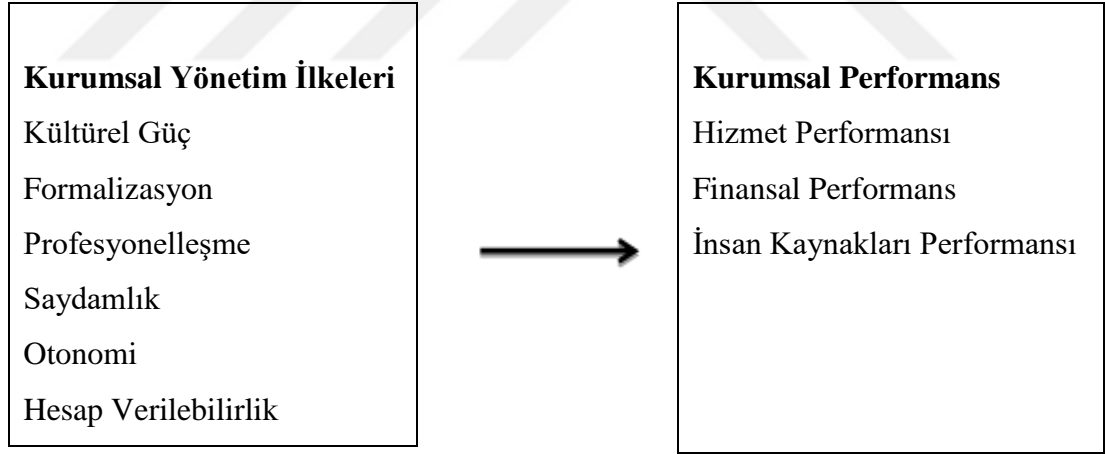 Kurumsal Yönetim İlkeleri
Kültürel Güç
Formalizasyon
Profesyonelleşme
Saydamlık
Otonomi
Hesap Verilebilirlik
Kurumsal Performans
Hizmet Performansı
Finansal Performans
İnsan Kaynakları Performansı